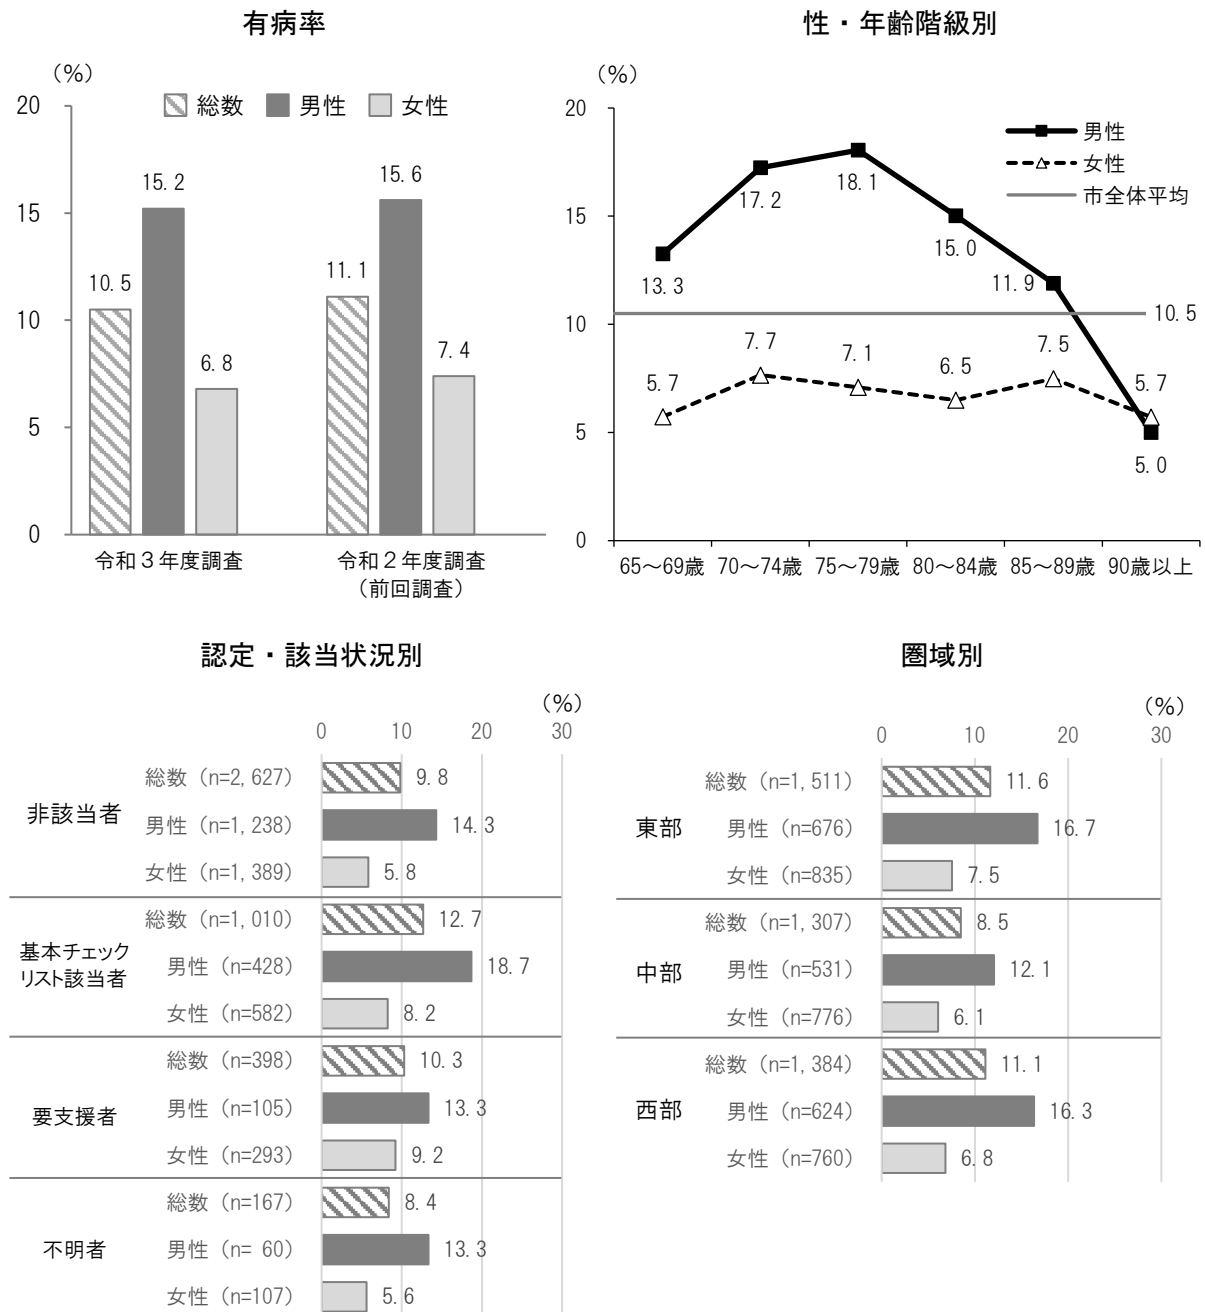 有病率
(%)
総数 男性 女性
20
15
10
5
0
10.5
15.2
6.8
11.1
15.6
7.4
令和3年度調査
令和2年度調査
(前回調査)
性・年齢階級別
(%)
男性
女性
市全体平均
20
15
10
5
0
13.3
17.2
18.1
15.0
11.9
5.0
10.5
5.7
7.7
7.1
6.5
7.5
5.7
65～69歳 70～74歳 75～79歳 80～84歳 85～89歳 90歳以上
認定・該当状況別
(%)
0 10 20 30
非該当者
総数 (n=2,627) 9.8
男性 (n=1,238) 14.3
女性 (n=1,389) 5.8
基本チェック
リスト該当者
総数 (n=1,010) 12.7
男性 (n=428) 18.7
女性 (n=582) 8.2
要支援者
総数 (n=398) 10.3
男性 (n=105) 13.3
女性 (n=293) 9.2
不明者
総数 (n=167) 8.4
男性 (n= 60) 13.3
女性 (n=107) 5.6
圏域別
(%)
0 10 20 30
東部
総数 (n=1,511) 11.6
男性 (n=676) 16.7
女性 (n=835) 7.5
中部
総数 (n=1,307) 8.5
男性 (n=531) 12.1
女性 (n=776) 6.1
西部
総数 (n=1,384) 11.1
男性 (n=624) 16.3
女性 (n=760) 6.8